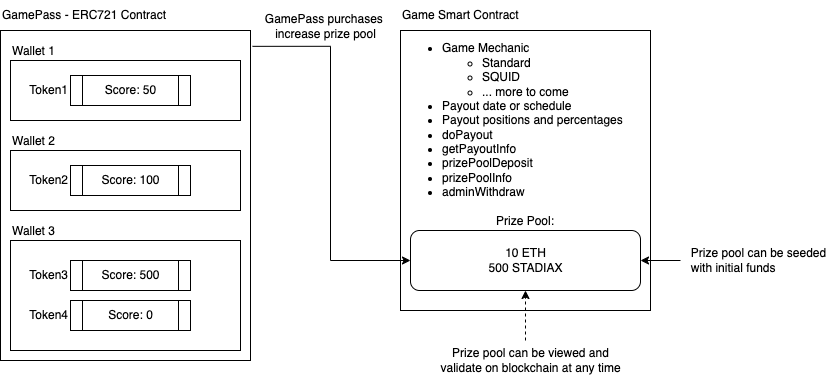 GamePass - ERC721 Contract
Wallet 1
Token1
Score: 50
Wallet 2
Token2
Score: 100
Wallet 3
Token3
Score: 500
Token4
Score: 0
GamePass purchases
increase prize pool
Game Smart Contract
• Game Mechanic
○ Standard
○ SQUID
○ ... more to come
• Payout date or schedule
• Payout positions and percentages
• doPayout
• getPayoutInfo
• prizePoolDeposit
• prizePoolInfo
• adminWithdraw
Prize Pool:
10 ETH
500 STADIAX
Prize pool can be seeded
with initial funds
Prize pool can be viewed and
validate on blockchain at any time